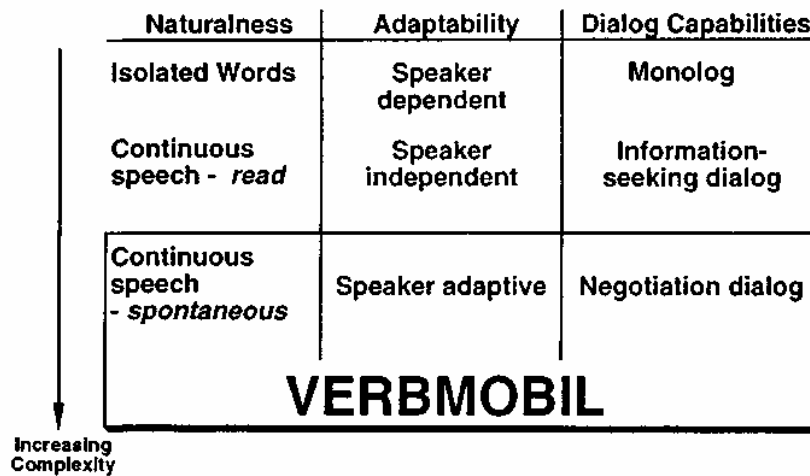 Naturalness Adaptability Dialog Capabilities
Isolated Words Speaker dependent Monolog
Continuous speech - read Speaker independent Information-seeking dialog
Continuous speech - spontaneous Speaker adaptive Negotiation dialog
VERBMOBIL
Increasing
Complexity